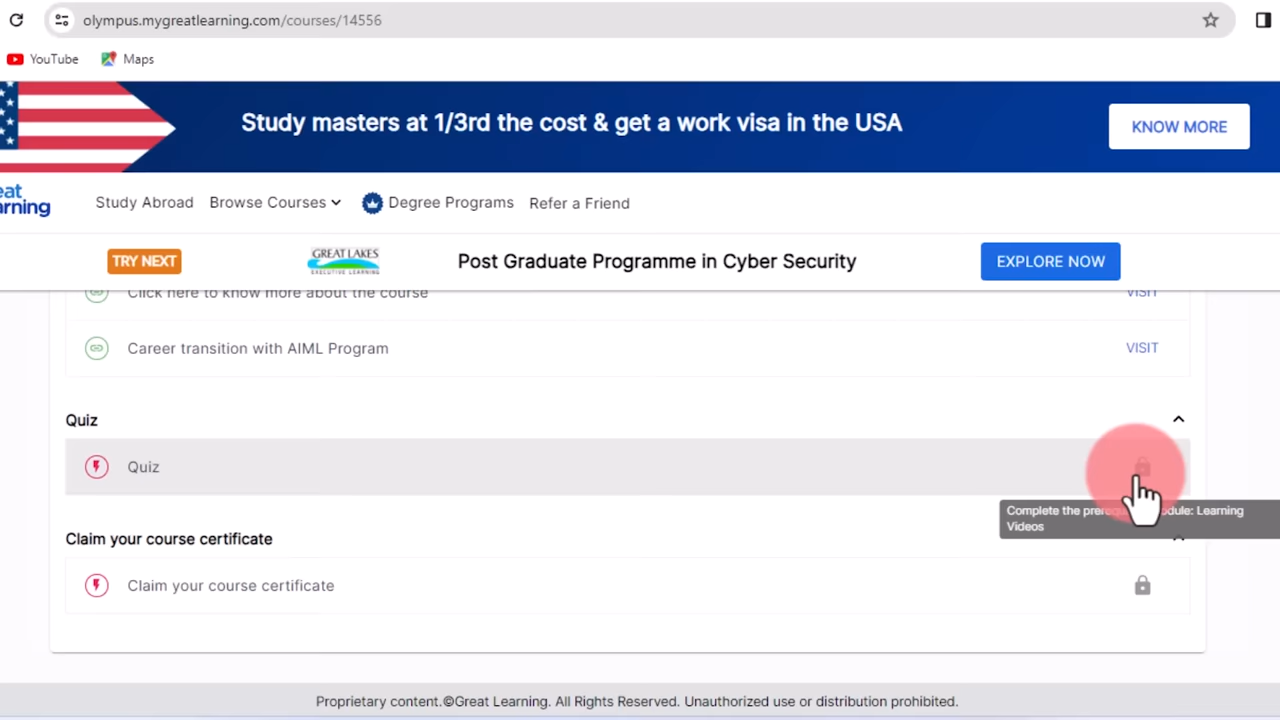 olympus.mygreatlearning.com/courses/14556
YouTube Maps
Study masters at 1/3rd the cost & get a work visa in the USA
KNOW MORE
Study Abroad Browse Courses Degree Programs Refer a Friend
TRY NEXT
GREAT LAKES
EXECUTIVE LEARNING
Post Graduate Programme in Cyber Security
EXPLORE NOW
Click here to know more about the course VISIT
Career transition with AIML Program VISIT
Quiz
Quiz
Complete the Learning
Videos
Claim your course certificate
Claim your course certificate
Proprietary content.©Great Learning. All Rights Reserved. Unauthorized use or distribution prohibited.